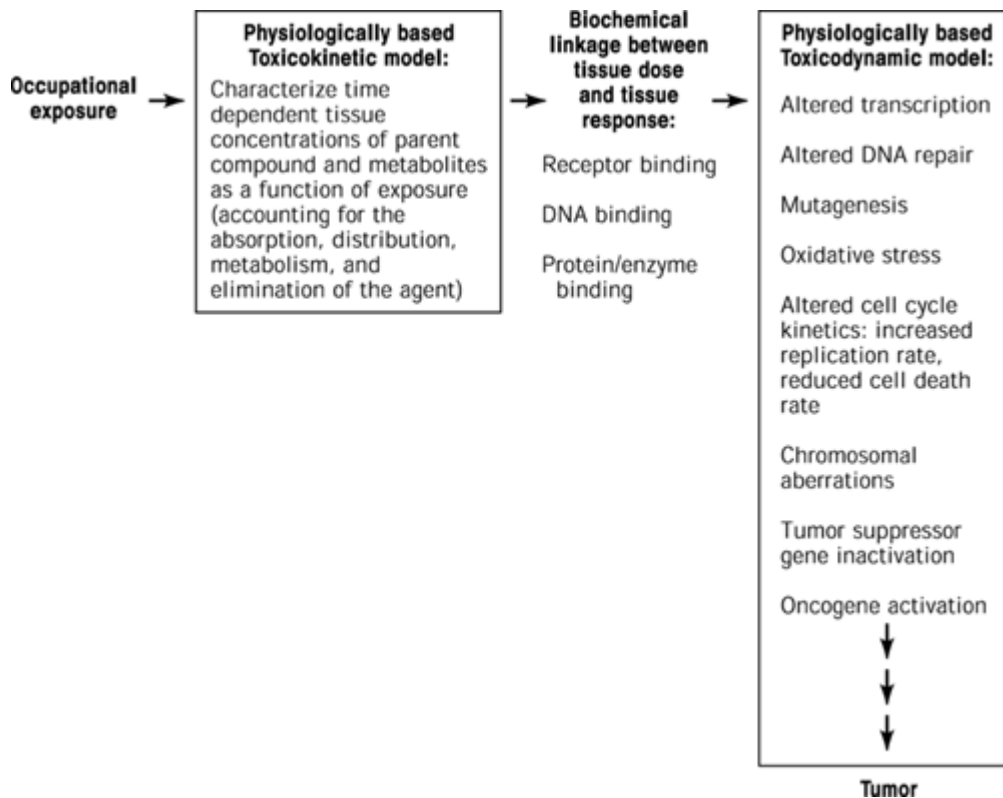 Occupational
exposure
Physiologically based
Toxicokinetic model:
Characterize time
dependent tissue
concentrations of parent
compound and metabolites
as a function of exposure
(accounting for the
absorption, distribution,
metabolism, and
elimination of the agent)
Biochemical
linkage between
tissue dose
and tissue
response:
Receptor binding
DNA binding
Protein/enzyme
binding
Physiologically based
Toxicodynamic model:
Altered transcription
Altered DNA repair
Mutagenesis
Oxidative stress
Altered cell cycle
kinetics: increased
replication rate,
reduced cell death
rate
Chromosomal
aberrations
Tumor suppressor
gene inactivation
Oncogene activation
Tumor